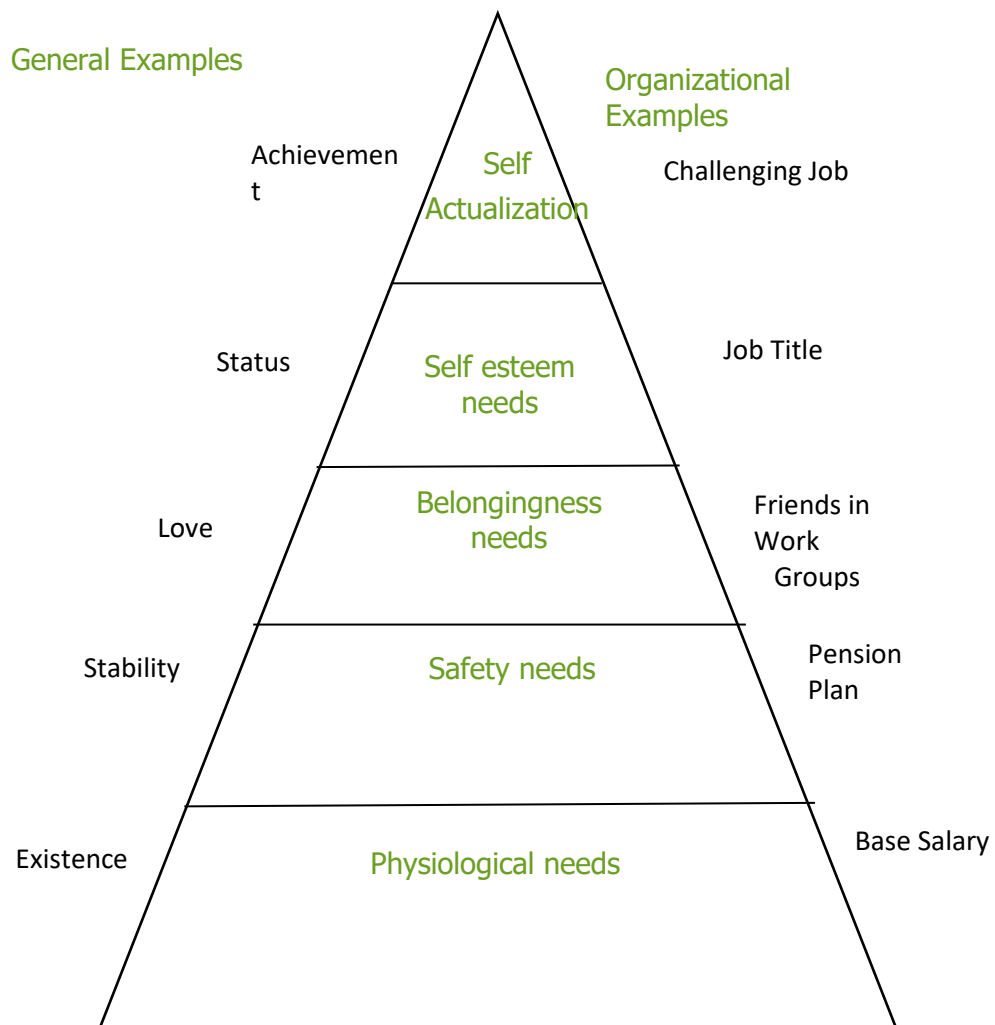 General Examples
Organizational
Examples
Achievemen
t
Self
Actualization
Challenging Job
Status
Self esteem
needs
Job Title
Love
Belongingness
needs
Friends in
Work
Groups
Stability
Safety needs
Pension
Plan
Existence
Physiological needs
Base Salary